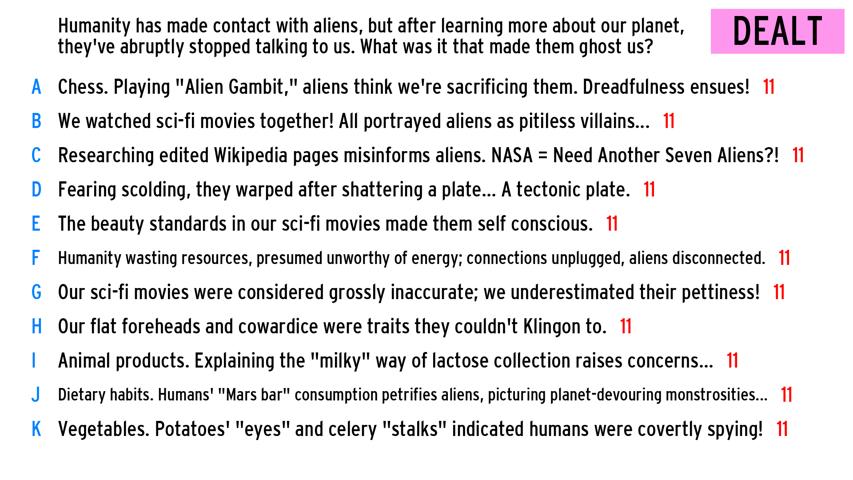 Humanity has made contact with aliens, but after learning more about our planet,
they've abruptly stopped talking to us. What was it that made them ghost us?
DEALT
A Chess. Playing "Alien Gambit," aliens think we're sacrificing them. Dreadfulness ensues! 11
B We watched sci-fi movies together! All portrayed aliens as pitiless villains... 11
C Researching edited Wikipedia pages misinforms aliens. NASA = Need Another Seven Aliens?! 11
D Fearing scolding, they warped after shattering a plate... A tectonic plate. 11
E The beauty standards in our sci-fi movies made them self conscious. 11
F Humanity wasting resources, presumed unworthy of energy; connections unplugged, aliens disconnected. 11
G Our sci-fi movies were considered grossly inaccurate; we underestimated their pettiness! 11
H Our flat foreheads and cowardice were traits they couldn't Klingon to. 11
I Animal products. Explaining the "milky" way of lactose collection raises concerns... 11
J Dietary habits. Humans' "Mars bar" consumption petrifies aliens, picturing planet-devouring monstrosities... 11
K Vegetables. Potatoes' "eyes" and celery "stalks" indicated humans were covertly spying! 11